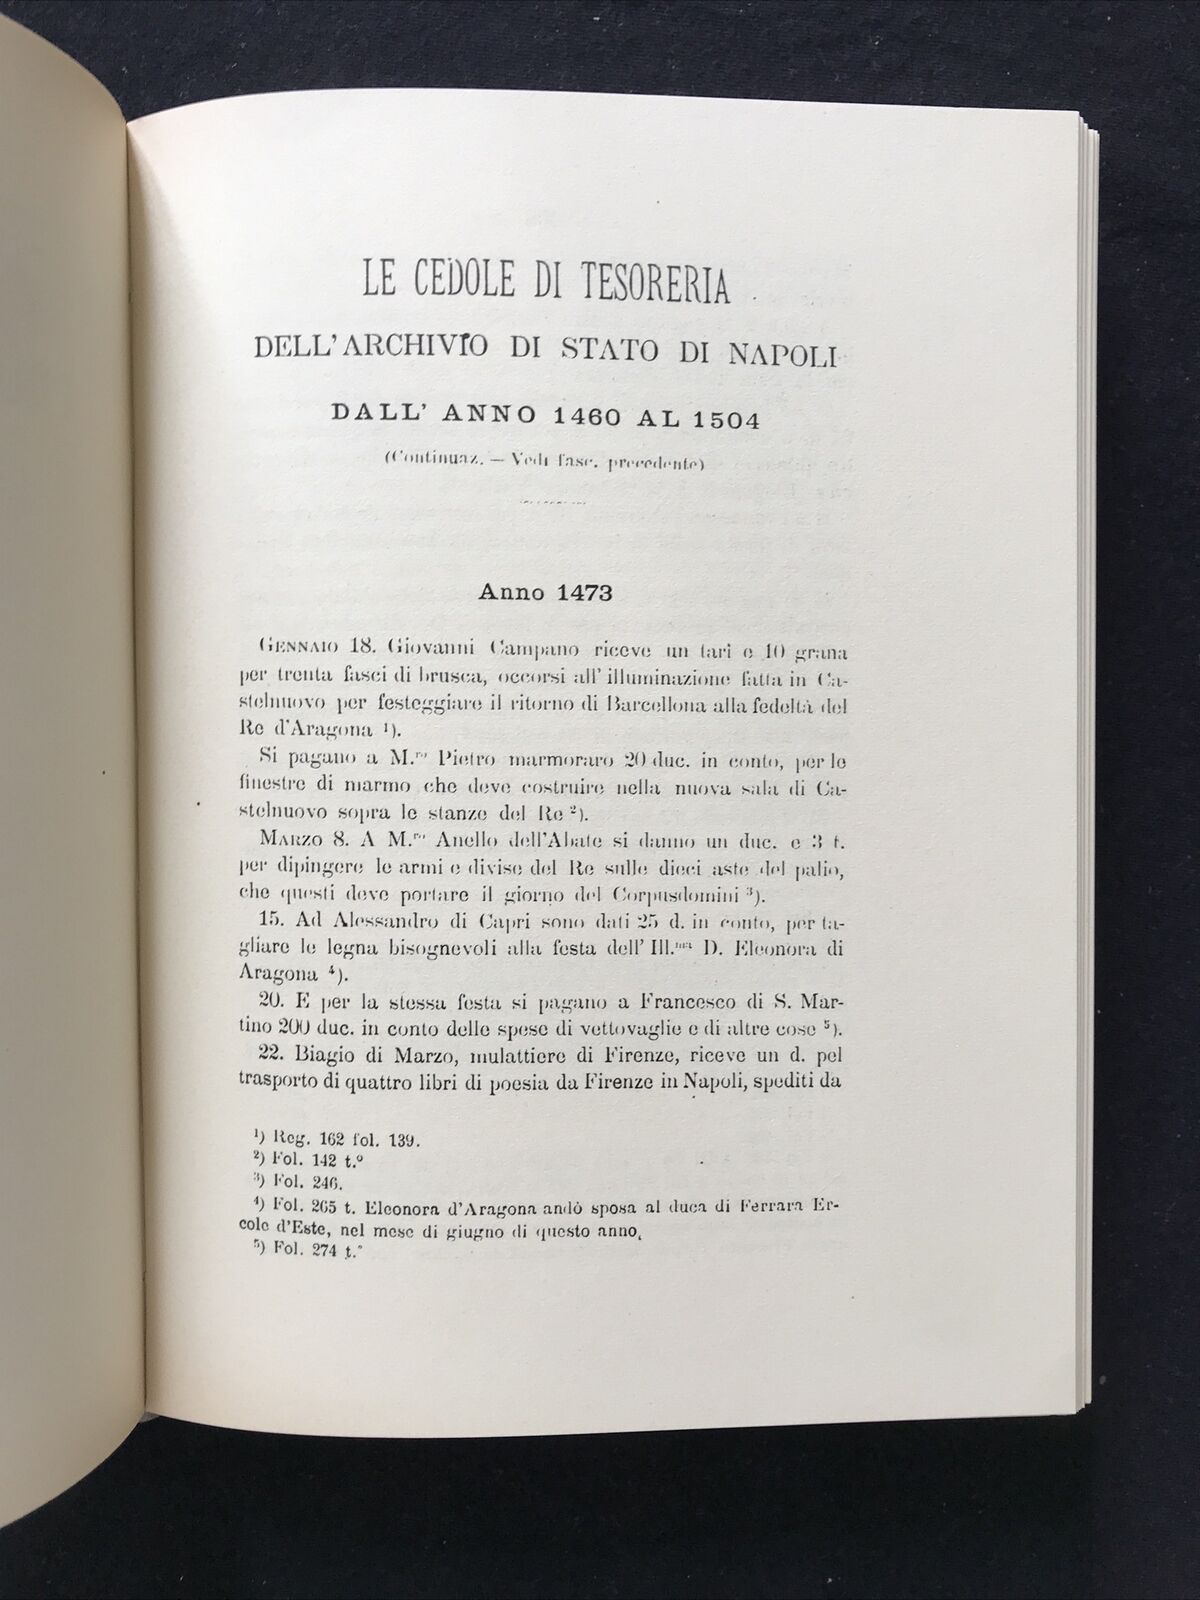 LE CEDOLE DI TESORERIA
DELL'ARCHIVIO DI STATO DI NAPOLI
DALL' ANNO 1460 AL 1504
(Continuaz. — Vedi fasc. precedente)
Anno 1473
GENNAIO 18. Giovanni Campano riceve un tarì e 10 grana
per trenta fasci di brusca, occorsi all' illuminazione fatta in Ca-
stelnuovo per festeggiare il ritorno di Barcellona alla fedeltà del
Re d'Aragona ¹).
Si pagano a M.ro Pietro marmoraro 20 duc. in conto, per le
finestre di marmo che deve costruire nella nuova sala di Ca-
stelnuovo sopra le stanze del Re ²).
MARZO 8. A M.ro Anello dell'Abate si danno un duc. e 3 t.
per dipingere le armi e divise del Re sulle dieci aste del palio,
che questi deve portare il giorno del Corpusdomini ³).
15. Ad Alessandro di Capri sono dati 25 d. in conto, per ta-
gliare le legna bisognevoli alla festa dell' Ill.ma D. Eleonora di
Aragona ⁴).
20. E per la stessa festa si pagano a Francesco di S. Mar-
tino 200 duc. in conto delle spese di vettovaglie e di altre cose ⁵).
22. Biagio di Marzo, mulattiere di Firenze, riceve un d. pel
trasporto di quattro libri di poesia da Firenze in Napoli, spediti da
¹) Reg. 162 fol. 139.
²) Fol. 142 t.º
³) Fol. 246.
⁴) Fol. 265 t. Eleonora d'Aragona andò sposa al duca di Ferrara Er-
cole d'Este, nel mese di giugno di questo anno.
⁵) Fol. 274 t.º